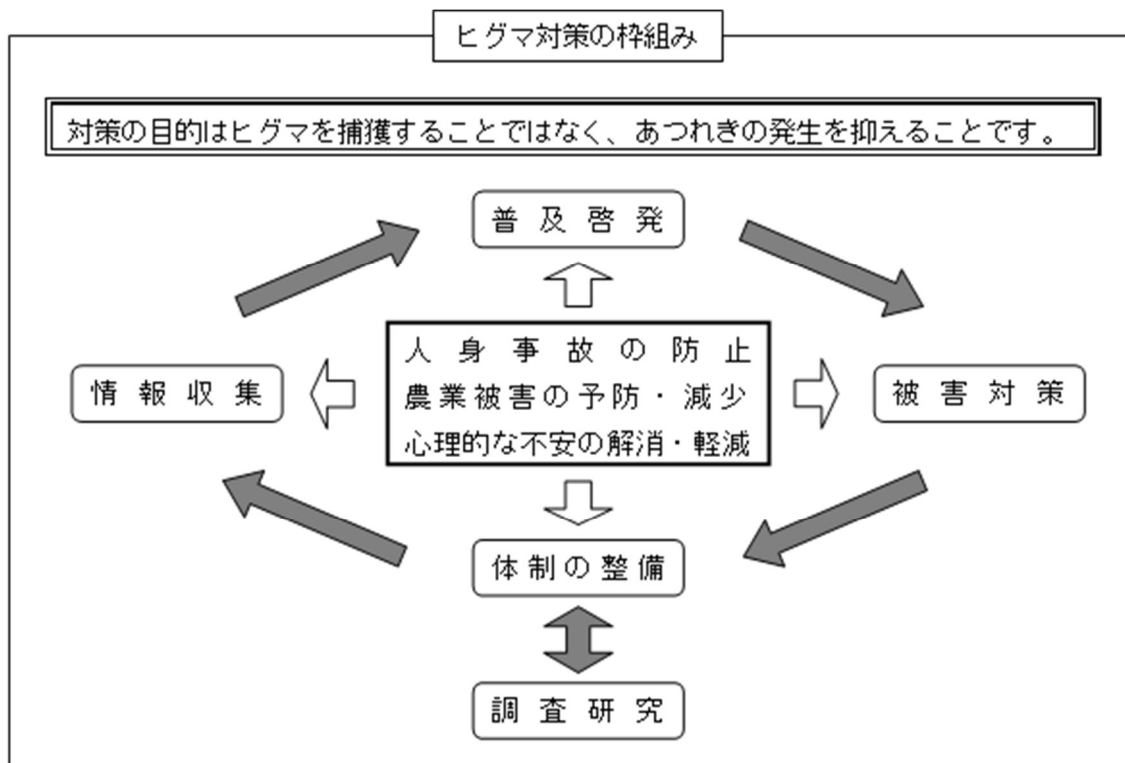 ヒグマ対策の枠組み
対策の目的はヒグマを捕獲することではなく、あつれきの発生を抑えることです。
普及啓発
人身事故の防止
農業被害の予防・減少
心理的な不安の解消・軽減
情報収集
被害対策
体制の整備
調査研究